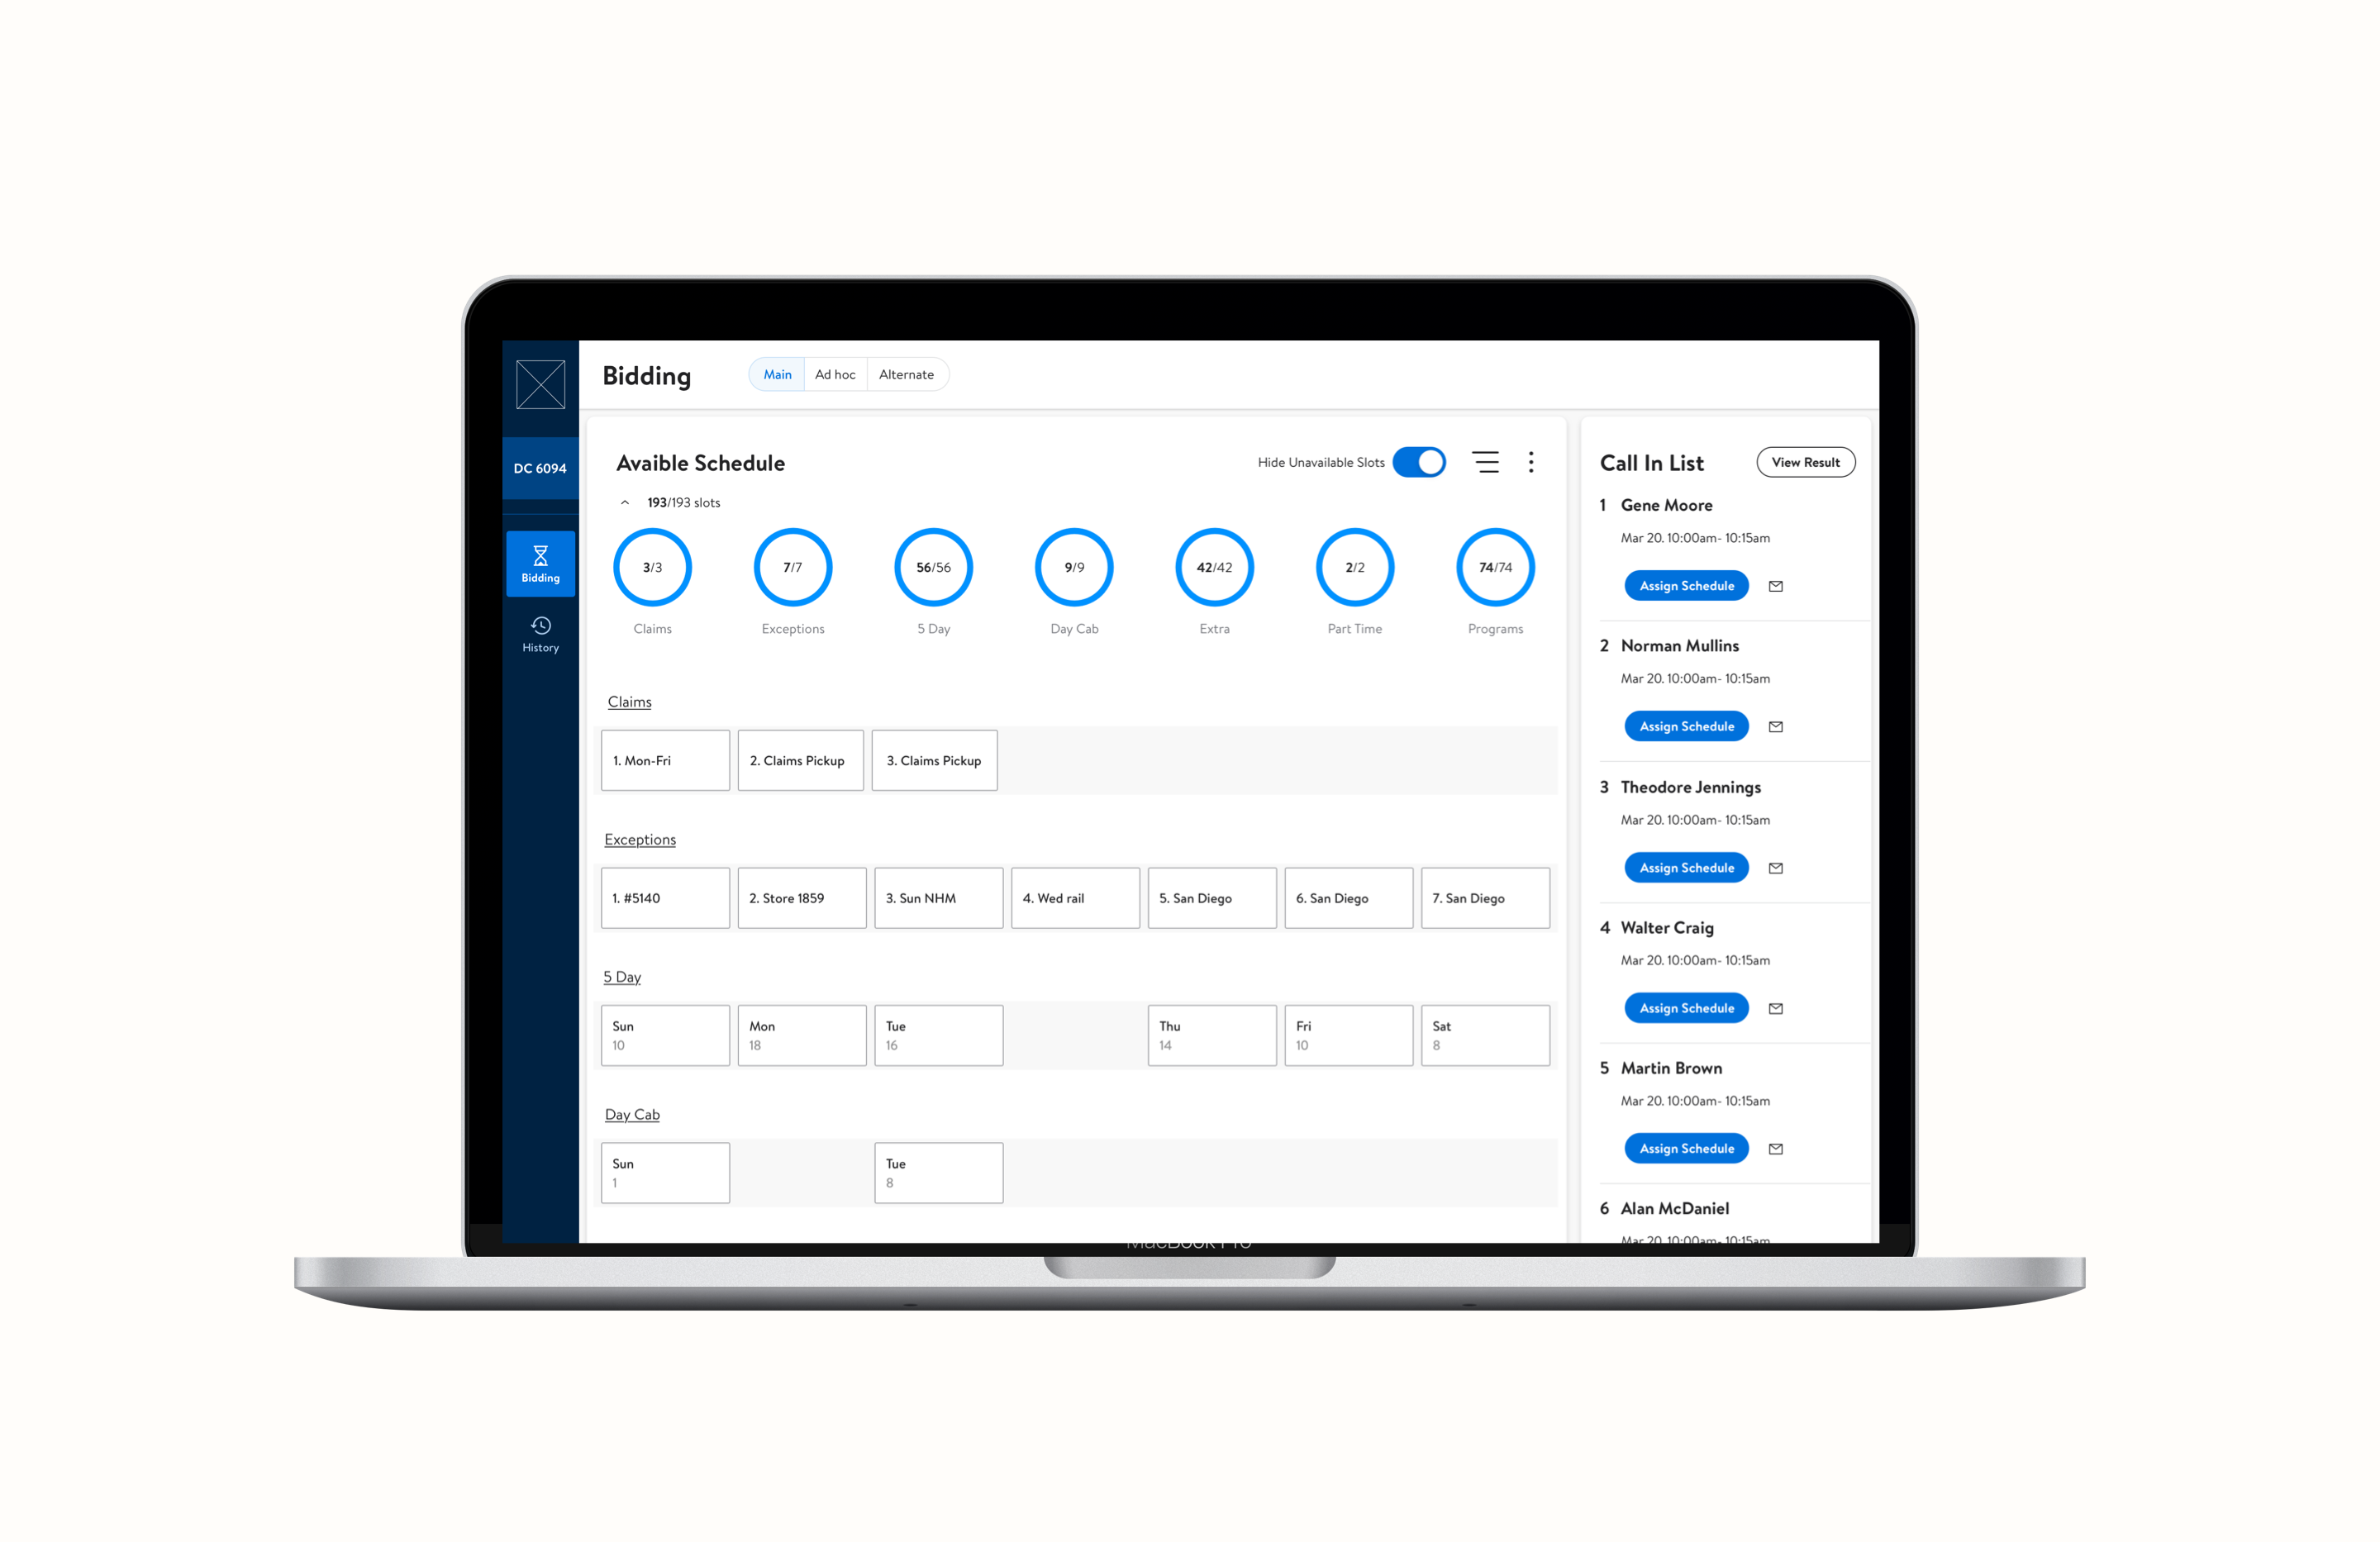 Bidding
Main
Ad hoc
Alternate
DC 6094
Bidding
History
Avaible Schedule
Hide Unavailable Slots
193/193 slots
3/3
7/7
56/56
9/9
42/42
2/2
74/74
Claims
Exceptions
5 Day
Day Cab
Extra
Part Time
Programs
Claims
1. Mon-Fri
2. Claims Pickup
3. Claims Pickup
Exceptions
1. #5140
2. Store 1859
3. Sun NHM
4. Wed rail
5. San Diego
6. San Diego
7. San Diego
5 Day
Sun
10
Mon
18
Tue
16
Thu
14
Fri
10
Sat
8
Day Cab
Sun
1
Tue
8
Call In List
View Result
1 Gene Moore
Mar 20. 10:00am- 10:15am
Assign Schedule
2 Norman Mullins
Mar 20. 10:00am- 10:15am
Assign Schedule
3 Theodore Jennings
Mar 20. 10:00am- 10:15am
Assign Schedule
4 Walter Craig
Mar 20. 10:00am- 10:15am
Assign Schedule
5 Martin Brown
Mar 20. 10:00am- 10:15am
Assign Schedule
6 Alan McDaniel
Mar 20. 10:00am- 10:15am
MacBook Pro